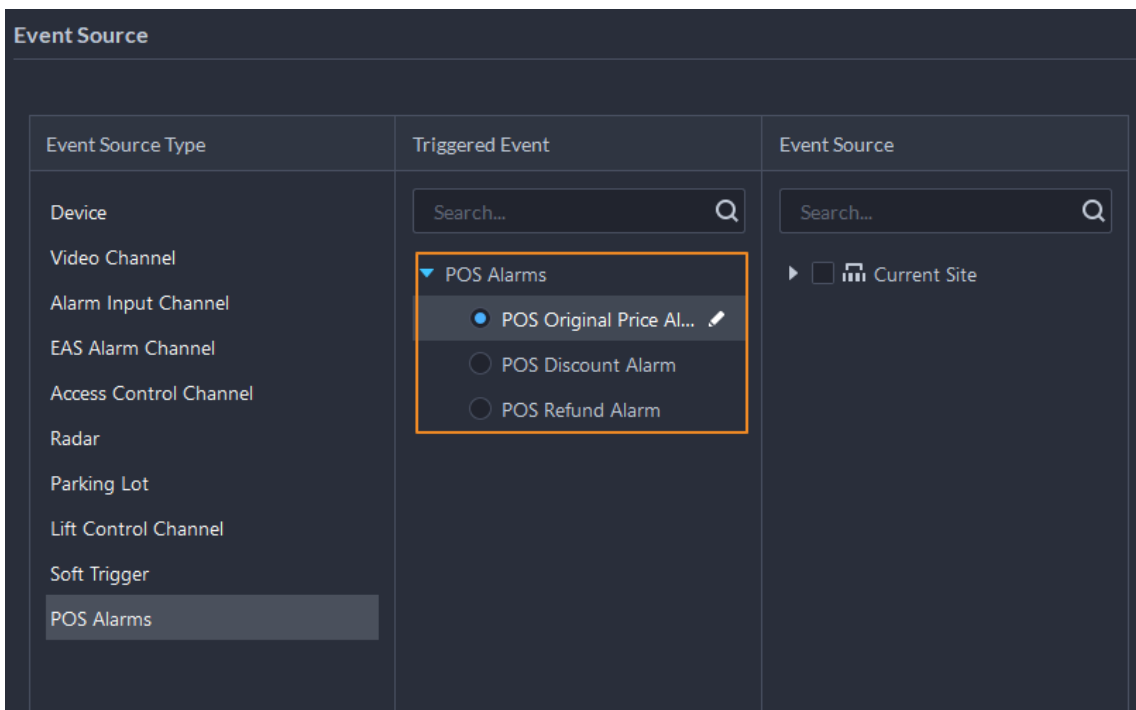 Event Source
Event Source Type
Triggered Event
Event Source
Device
Video Channel
Alarm Input Channel
EAS Alarm Channel
Access Control Channel
Radar
Parking Lot
Lift Control Channel
Soft Trigger
POS Alarms
Search...
POS Alarms
POS Original Price Al...
POS Discount Alarm
POS Refund Alarm
Search...
Current Site